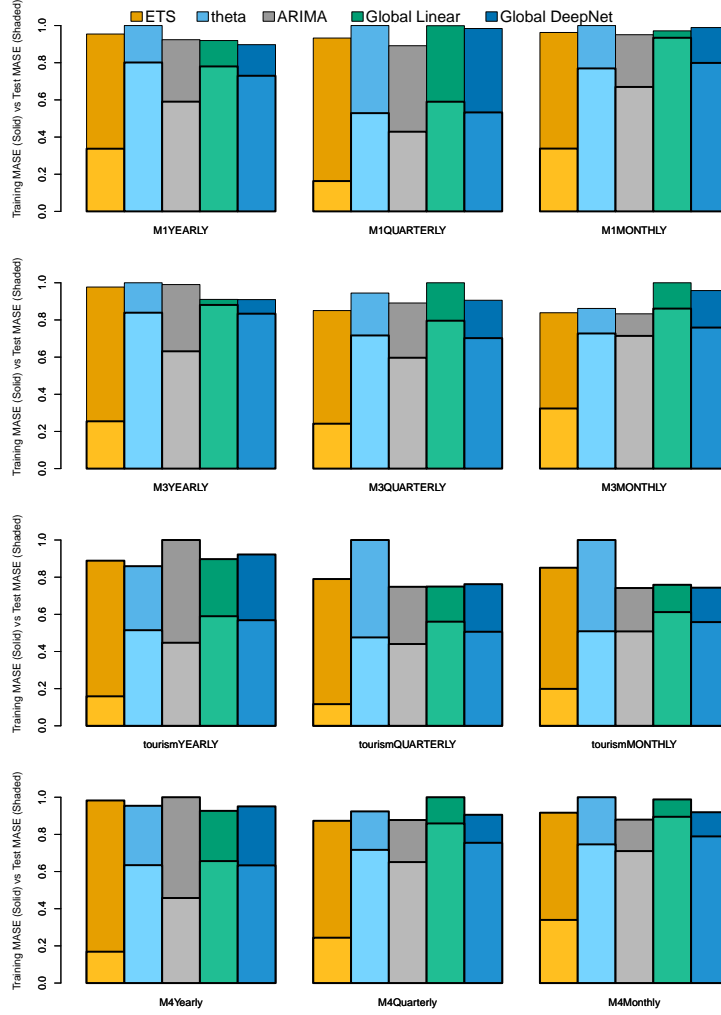 ETS theta ARIMA Global Linear Global DeepNet
Training MASE (Solid) vs Test MASE (Shaded)
1.0
0.8
0.6
0.4
0.2
0.0
M1YEARLY M1QUARTERLY M1MONTHLY
Training MASE (Solid) vs Test MASE (Shaded)
1.0
0.8
0.6
0.4
0.2
0.0
M3YEARLY M3QUARTERLY M3MONTHLY
Training MASE (Solid) vs Test MASE (Shaded)
1.0
0.8
0.6
0.4
0.2
0.0
tourismYEARLY tourismQUARTERLY tourismMONTHLY
Training MASE (Solid) vs Test MASE (Shaded)
1.0
0.8
0.6
0.4
0.2
0.0
M4Yearly M4Quarterly M4Monthly